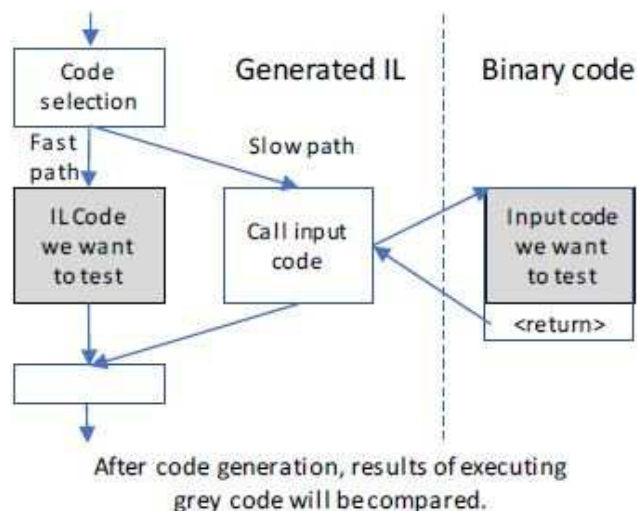 Code
selection
Generated IL
Binary code
Fast
path
Slow path
IL Code
we want
to test
Call input
code
Input code
we want
to test
<return>
After code generation, results of executing
grey code will be compared.